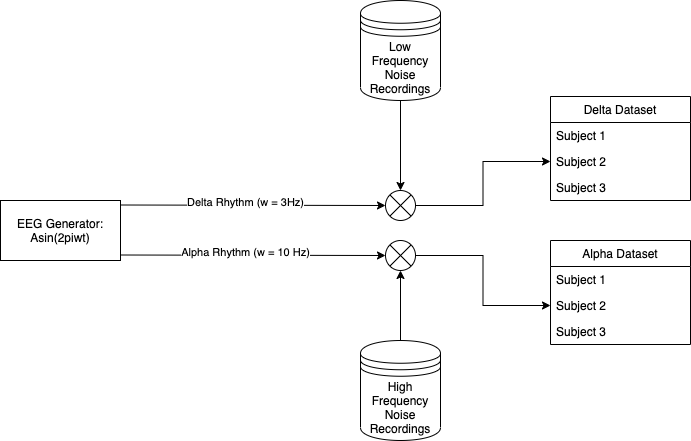 Low
Frequency
Noise
Recordings
Delta Dataset
Subject 1
Subject 2
Subject 3
Delta Rhythm (w = 3Hz)
EEG Generator:
Asin(2piwt)
Alpha Rhythm (w = 10 Hz)
Alpha Dataset
Subject 1
Subject 2
Subject 3
High
Frequency
Noise
Recordings